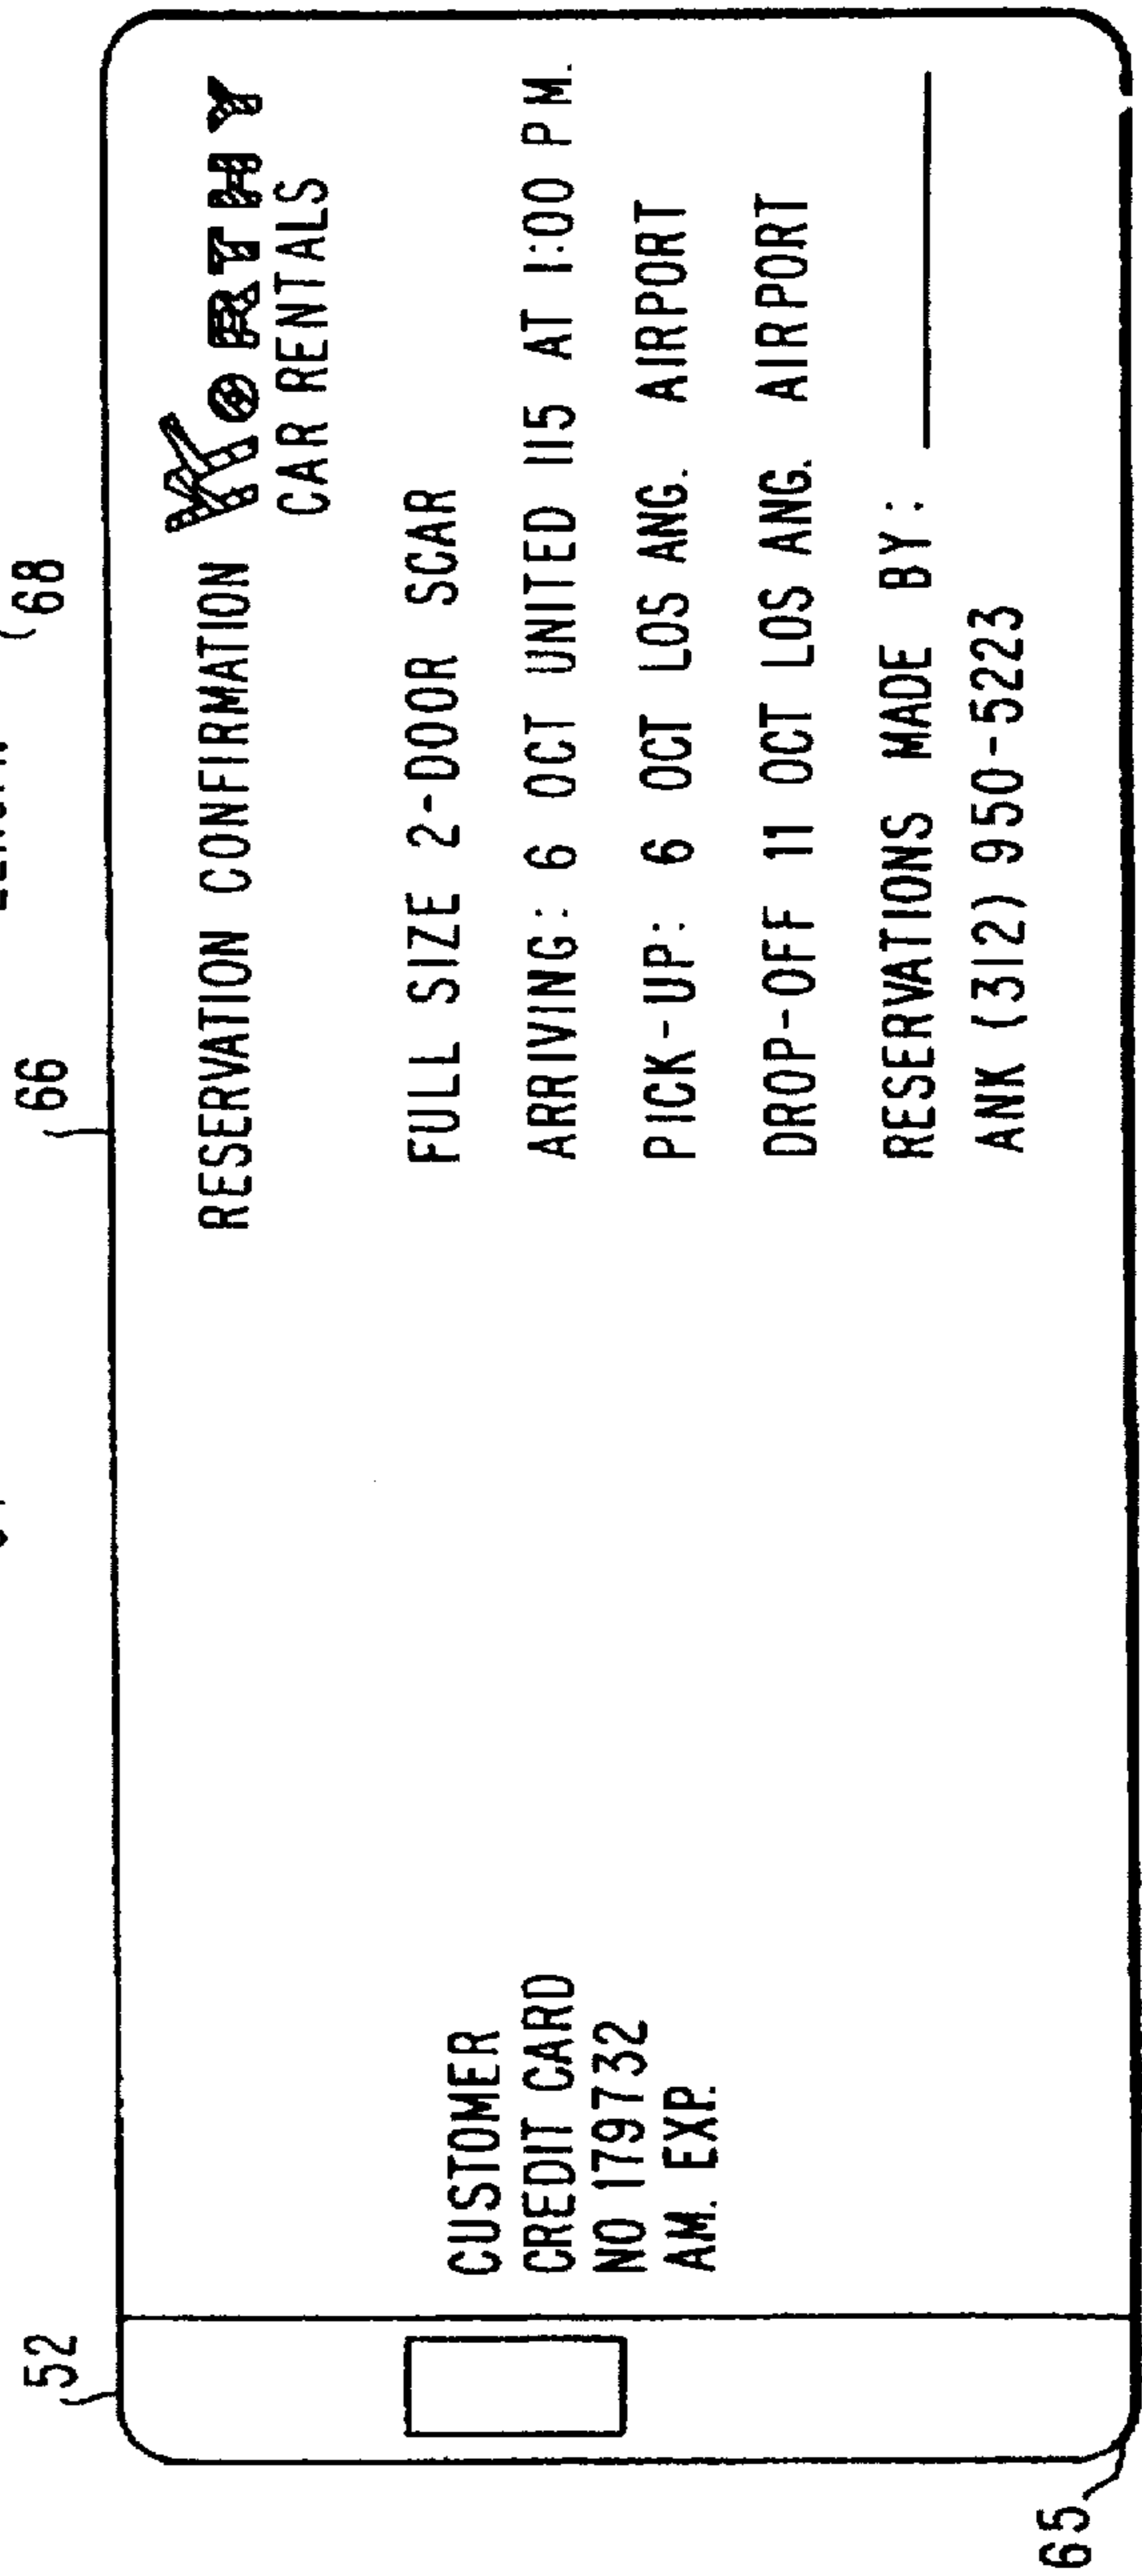 68
66
52
RESERVATION CONFIRMATION KORTHY
CAR RENTALS
FULL SIZE 2-DOOR SCAR
ARRIVING: 6 OCT UNITED 115 AT 1:00 P M.
PICK-UP: 6 OCT LOS ANG. AIRPORT
DROP-OFF 11 OCT LOS ANG. AIRPORT
RESERVATIONS MADE BY:
ANK (312) 950-5223
CUSTOMER
CREDIT CARD
NO 179732
AM. EXP.
65